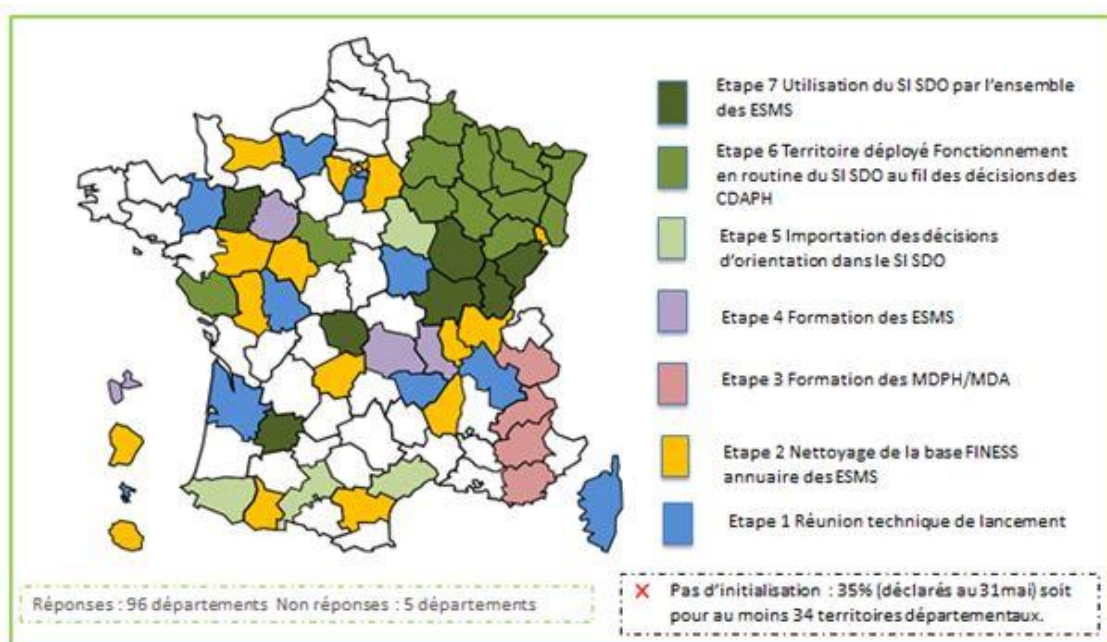 Etape 7 Utilisation du SI SDO par l'ensemble
des ESMS
Etape 6 Territoire déployé Fonctionnement
en routine du SI SDO au fil des décisions des
CDAPH
Etape 5 Importation des décisions
d'orientation dans le SI SDO
Etape 4 Formation des ESMS
Etape 3 Formation des MDPH/MDA
Etape 2 Nettoyage de la base FINESS
annuaire des ESMS
Etape 1 Réunion technique de lancement
Réponses : 96 départements Non réponses : 5 départements
X Pas d'initialisation : 35% (déclarés au 31mai) soit
pour au moins 34 territoires départementaux.